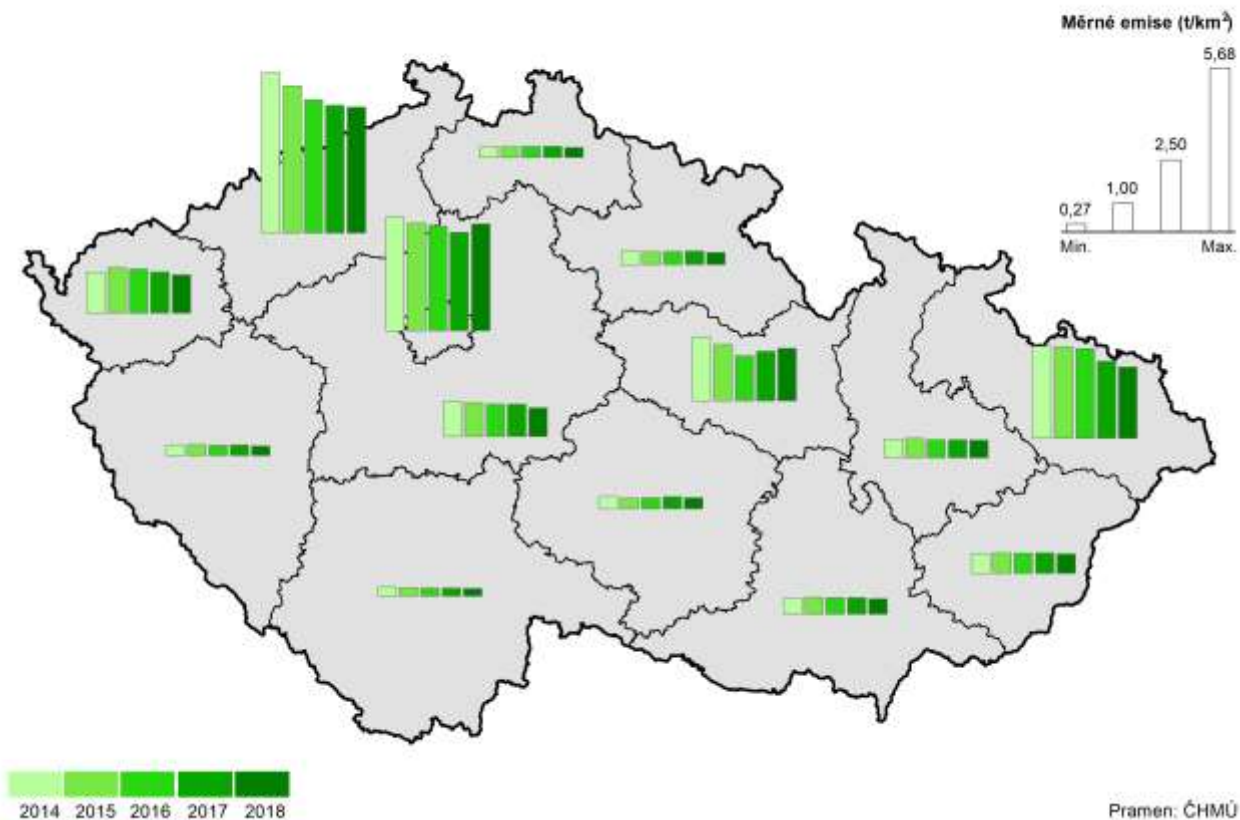 Měrné emise (t/km²)
5,68
2,50
1,00
0,27
Min. Max.
2014 2015 2016 2017 2018
Pramen: ČHMÚ